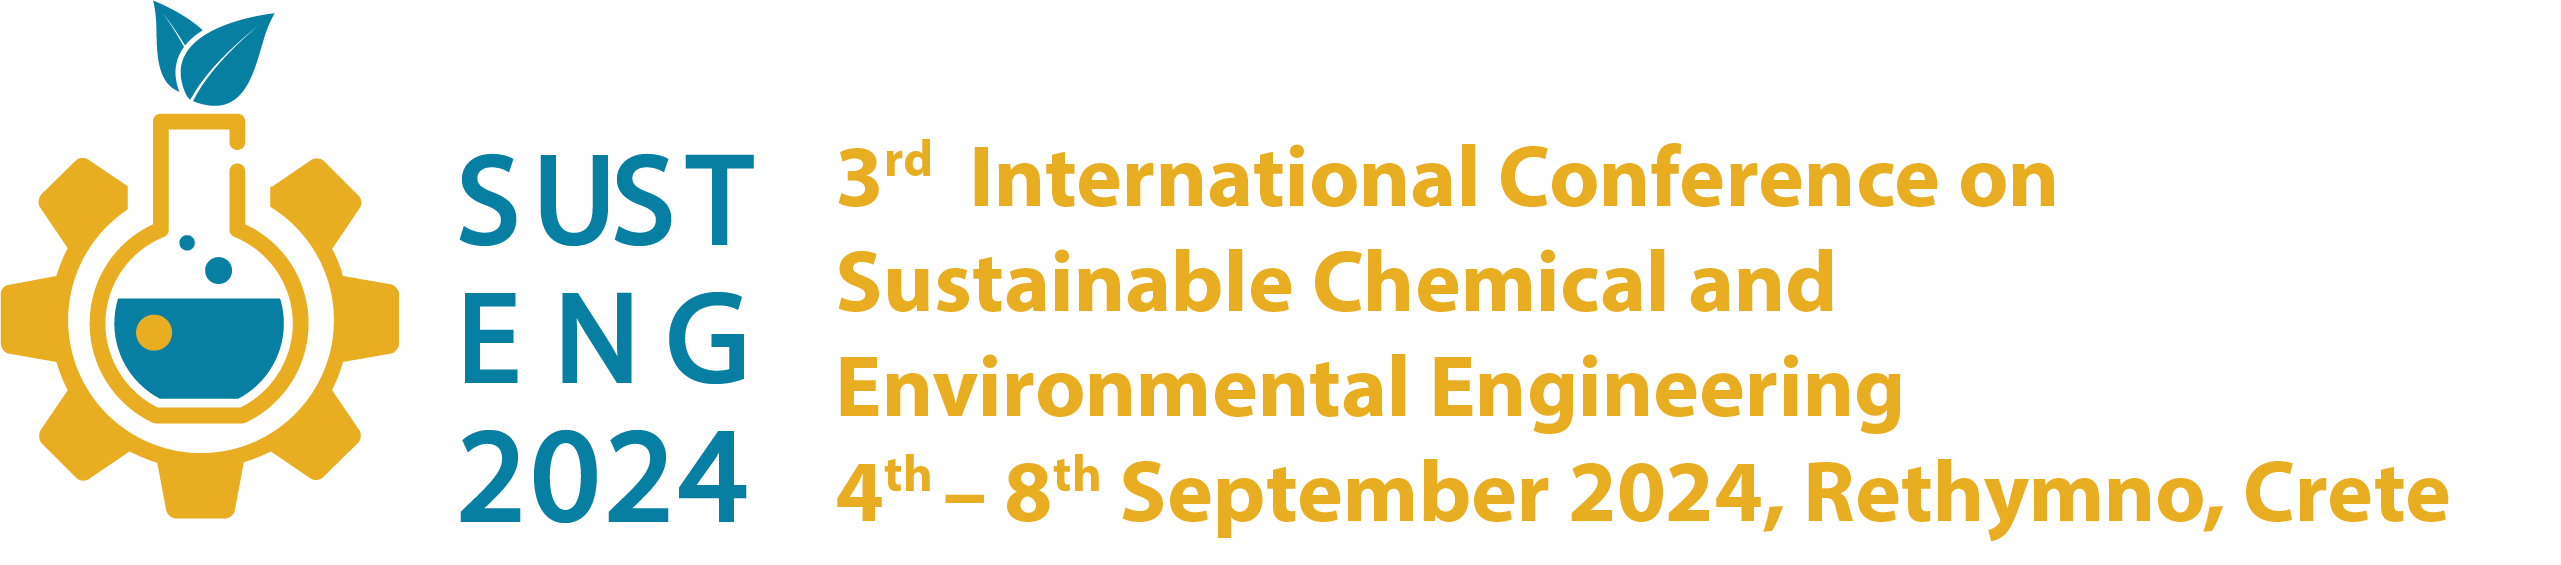 SUST
ENG
2024
3rd International Conference on
Sustainable Chemical and
Environmental Engineering
4th – 8th September 2024, Rethymno, Crete